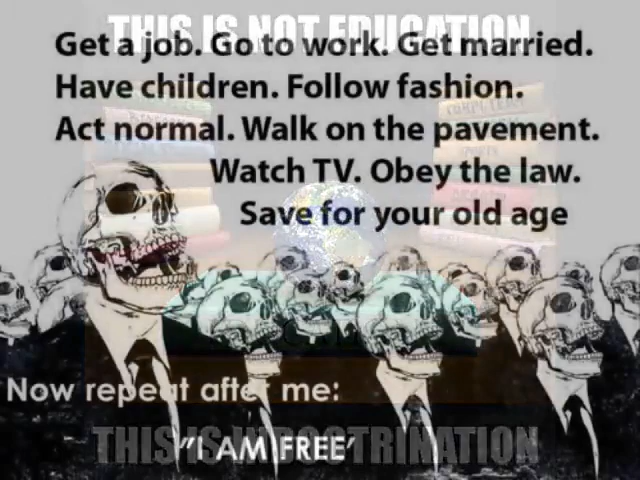 THIS IS NOT EDUCATION
Get a job. Go to work. Get married.
Have children. Follow fashion.
Act normal. Walk on the pavement.
Watch TV. Obey the law.
Save for your old age
Now repeat after me:
"I AM FREE"
THIS IS INDOCTRINATION